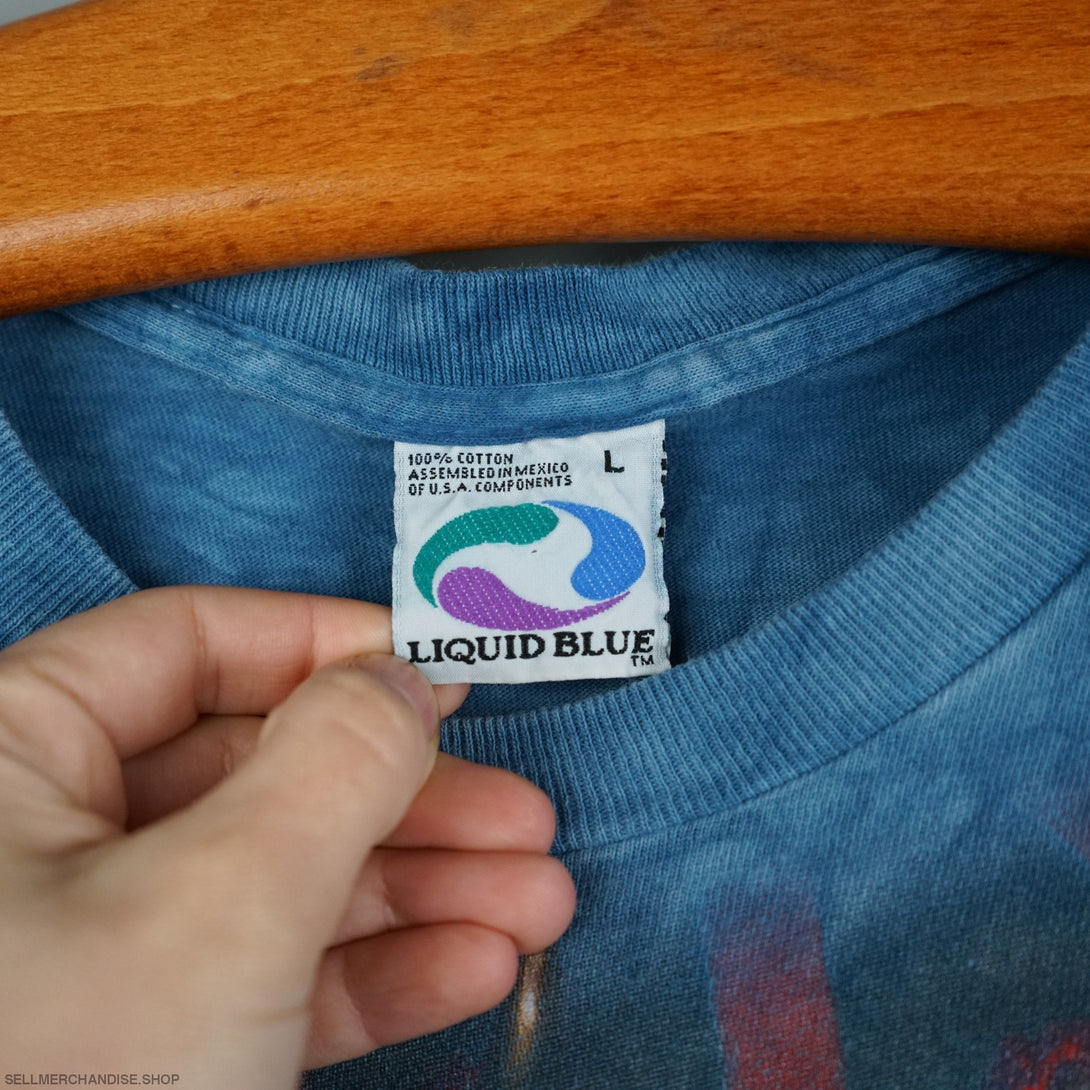 100% COTTON
ASSEMBLED IN MEXICO
OF U.S.A. COMPONENTS
L
LIQUID BLUE
TM
SELLMERCHANDISE.SHOP